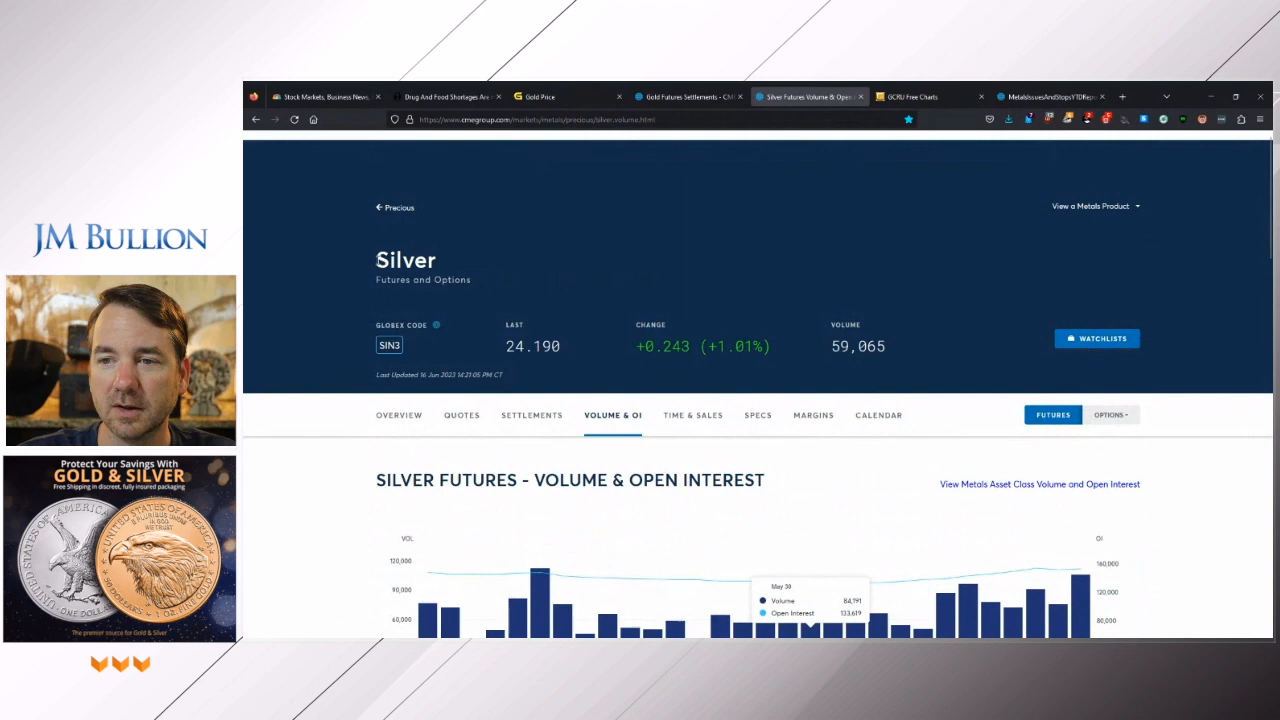 Stock Markets, Business News,
Drug And Food Shortages Are
Gold Price
Gold Futures Settlements - CM
Silver Futures Volume & Open I
GCRU Free Charts
MetalsIssuesAndStopsYTDRepo
https://www.cmegroup.com/markets/metals/precious/silver.volume.html
Precious
View a Metals Product
Silver
Futures and Options
GLOBEX CODE
LAST
CHANGE
VOLUME
SIN3
24.190
+0.243 (+1.01%)
59,065
WATCHLISTS
Last Updated 16 Jun 2023 14:21:05 PM CT
OVERVIEW
QUOTES
SETTLEMENTS
VOLUME & OI
TIME & SALES
SPECS
MARGINS
CALENDAR
FUTURES
OPTIONS
SILVER FUTURES - VOLUME & OPEN INTEREST
View Metals Asset Class Volume and Open Interest
VOL
OI
120,000
160,000
90,000
120,000
60,000
80,000
May 30
Volume 84,191
Open Interest 133,619
JM BULLION
Protect Your Savings With
GOLD & SILVER
Free Shipping in discreet, fully insured packaging
The premier source for Gold & Silver